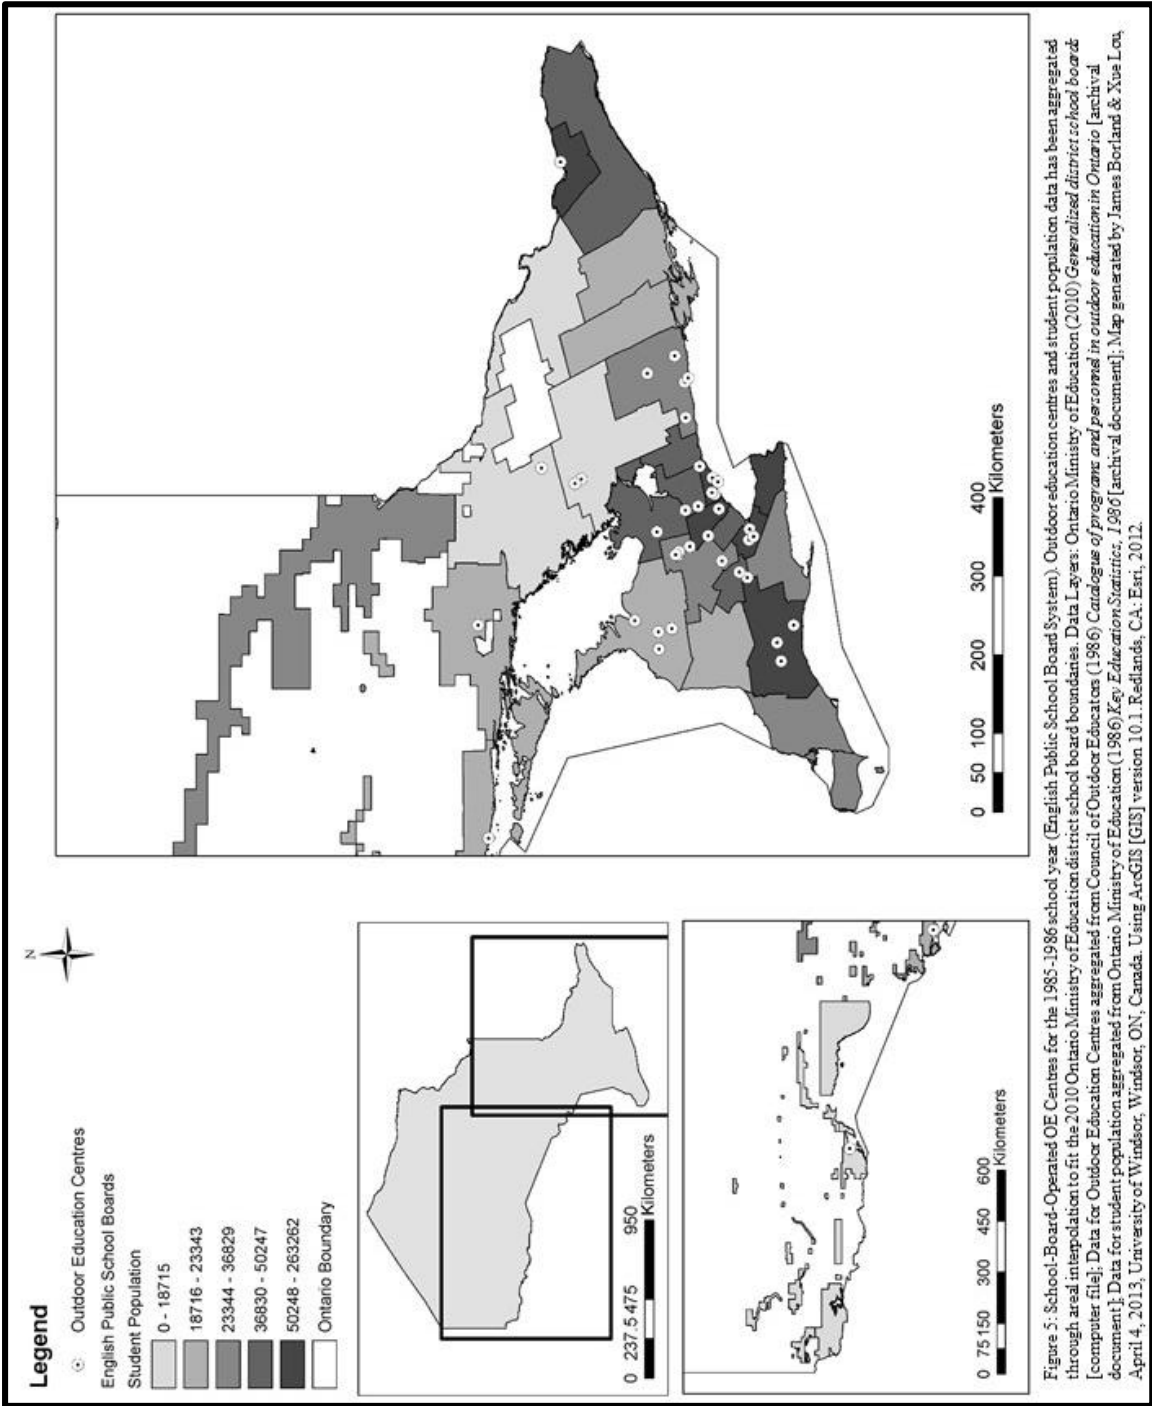 Legend
Outdoor Education Centres
English Public School Boards
Student Population
0 - 18715
18716 - 23343
23344 - 36829
36830 - 50247
50248 - 263262
Ontario Boundary
N
0 237.5 475 950
Kilometers
0 75 150 300 450 600
Kilometers
0 50 100 200 300 400
Kilometers
Figure 5: School-Board-Operated OE Centres for the 1985-1986 school year (English Public School Board System). Outdoor education centres and student population data has been aggregated
through areal interpolation to fit the 2010 Ontario Ministry of Education district school board boundaries. Data Layers: Ontario Ministry of Education (2010) Generalized district school boards
[computer file]; Data for Outdoor Education Centres aggregated from Council of Outdoor Educators (1986) Catalogue of programs and personnel in outdoor education in Ontario [archival
document]; Data for student population aggregated from Ontario Ministry of Education (1986) Key Education Statistics, 1986 [archival document]; Map generated by James Borland & Xue Lou,
April 4, 2013, University of Windsor, Windsor, ON, Canada. Using ArcGIS [GIS] version 10.1. Redlands, CA: Esri, 2012.